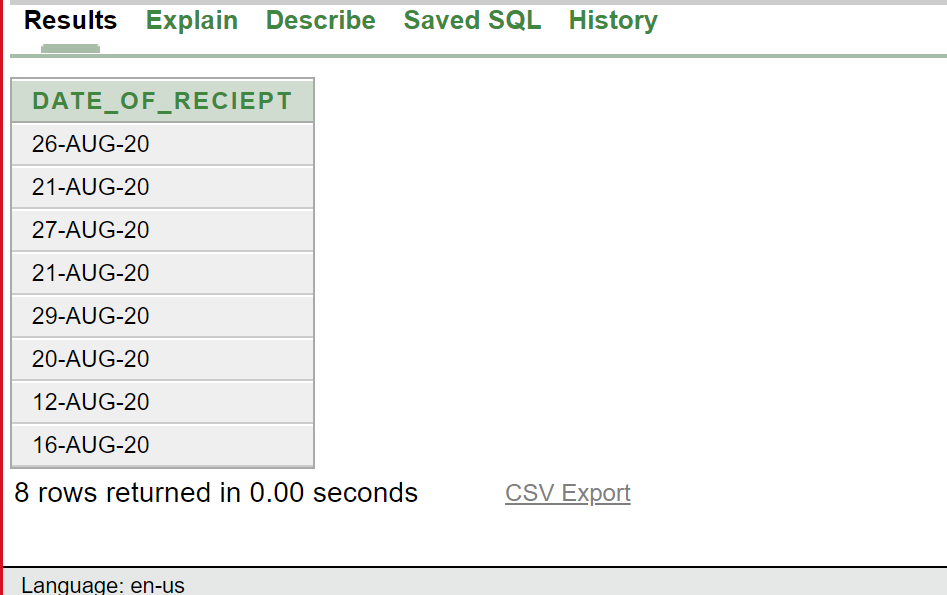 Results Explain Describe Saved SQL History
DATE_OF_RECIEPT
26-AUG-20
21-AUG-20
27-AUG-20
21-AUG-20
29-AUG-20
20-AUG-20
12-AUG-20
16-AUG-20
8 rows returned in 0.00 seconds CSV Export
Language: en-us